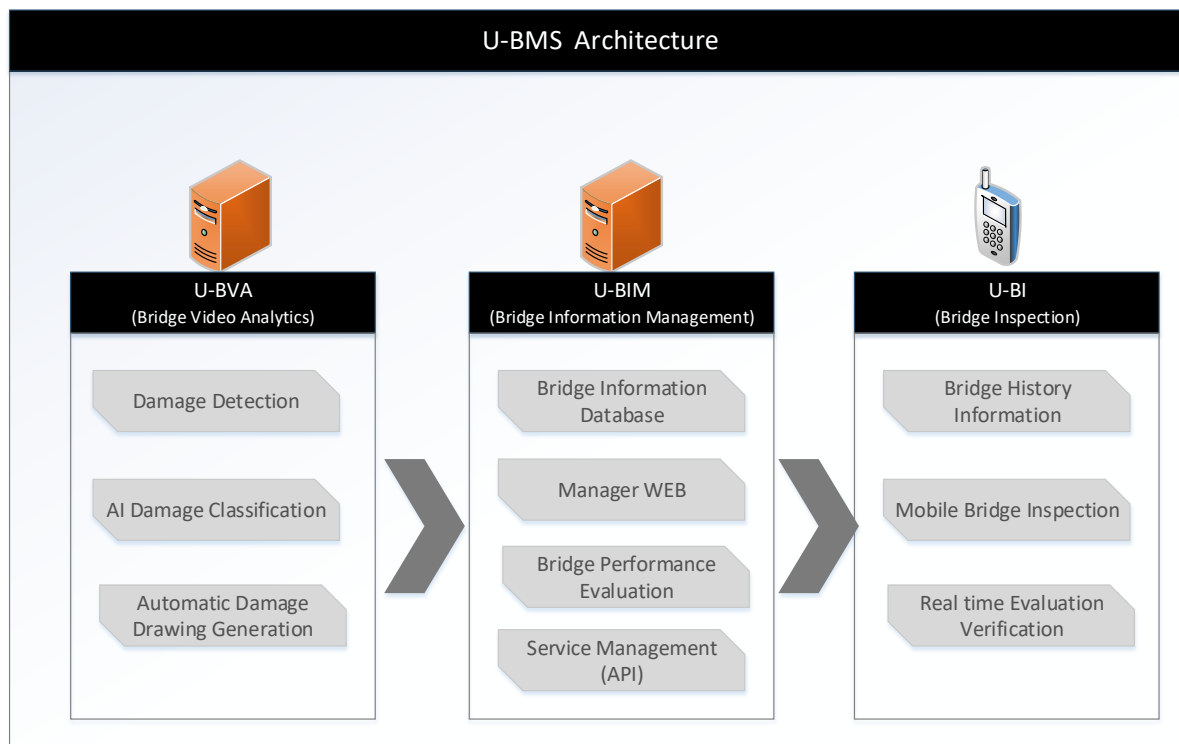 U-BMS Architecture
U-BVA
(Bridge Video Analytics)
Damage Detection
AI Damage Classification
Automatic Damage
Drawing Generation
U-BIM
(Bridge Information Management)
Bridge Information
Database
Manager WEB
Bridge Performance
Evaluation
Service Management
(API)
U-BI
(Bridge Inspection)
Bridge History
Information
Mobile Bridge Inspection
Real time Evaluation
Verification